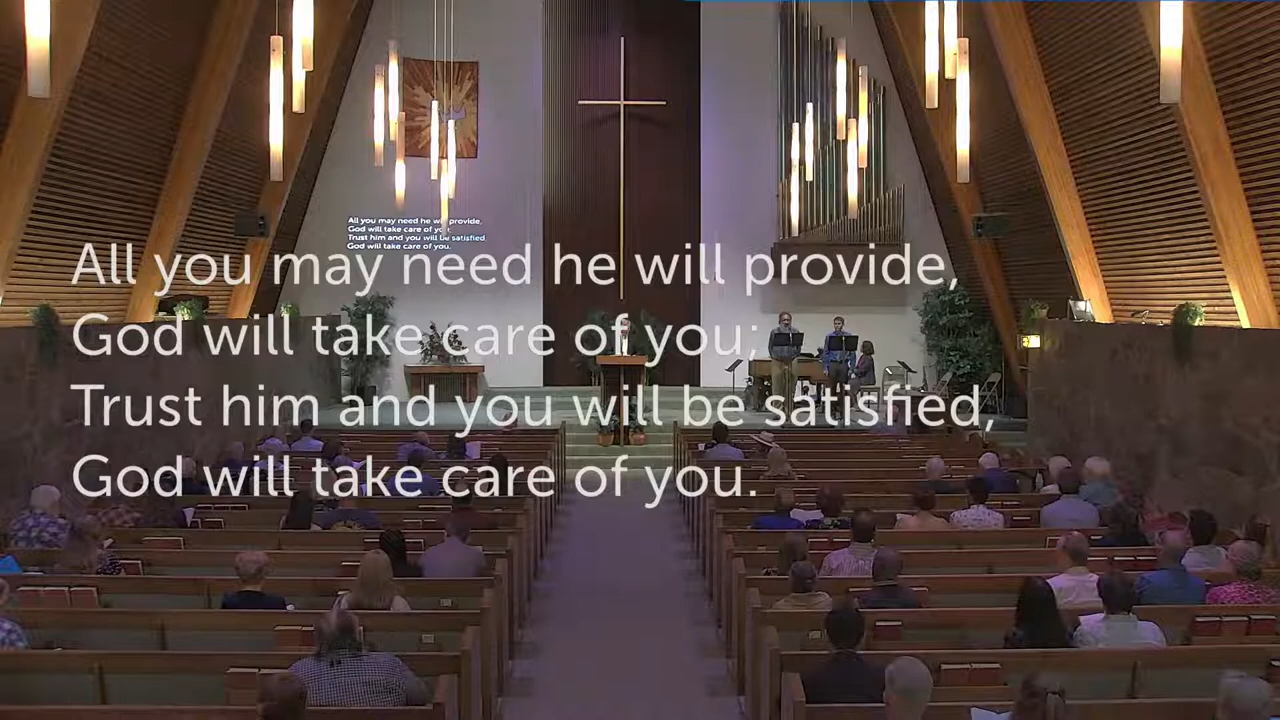 All you may need he will provide,
God will take care of you.
Trust him and you will be satisfied,
God will take care of you.
All you may need he will provide,
God will take care of you;
Trust him and you will be satisfied,
God will take care of you.